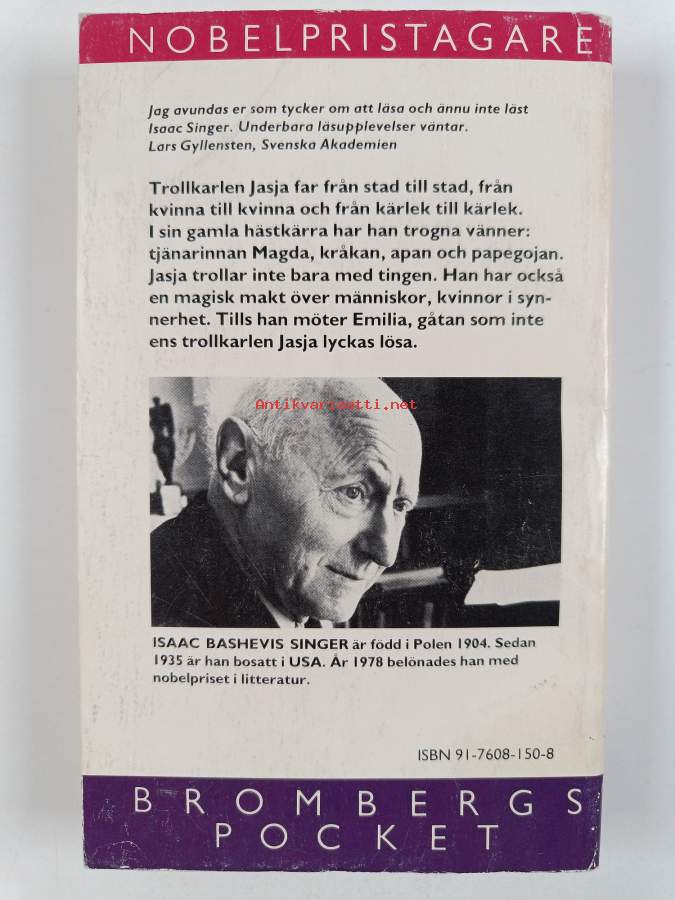 NOBELPRISTAGARE
Jag avundas er som tycker om att läsa och ännu inte läst
Isaac Singer. Underbara läsupplevelser väntar.
Lars Gyllensten, Svenska Akademien
Trollkarlen Jasja far från stad till stad, från
kvinna till kvinna och från kärlek till kärlek.
I sin gamla hästkärra har han trogna vänner:
tjänarinnan Magda, kråkan, apan och papegojan.
Jasja trollar inte bara med tingen. Han har också
en magisk makt över människor, kvinnor i syn-
nerhet. Tills han möter Emilia, gåtan som inte
ens trollkarlen Jasja lyckas lösa.
Antikvariaatti.net
ISAAC BASHEVIS SINGER är född i Polen 1904. Sedan
1935 är han bosatt i USA. År 1978 belönades han med
nobelpriset i litteratur.
ISBN 91-7608-150-8
BROMBERGS
POCKET